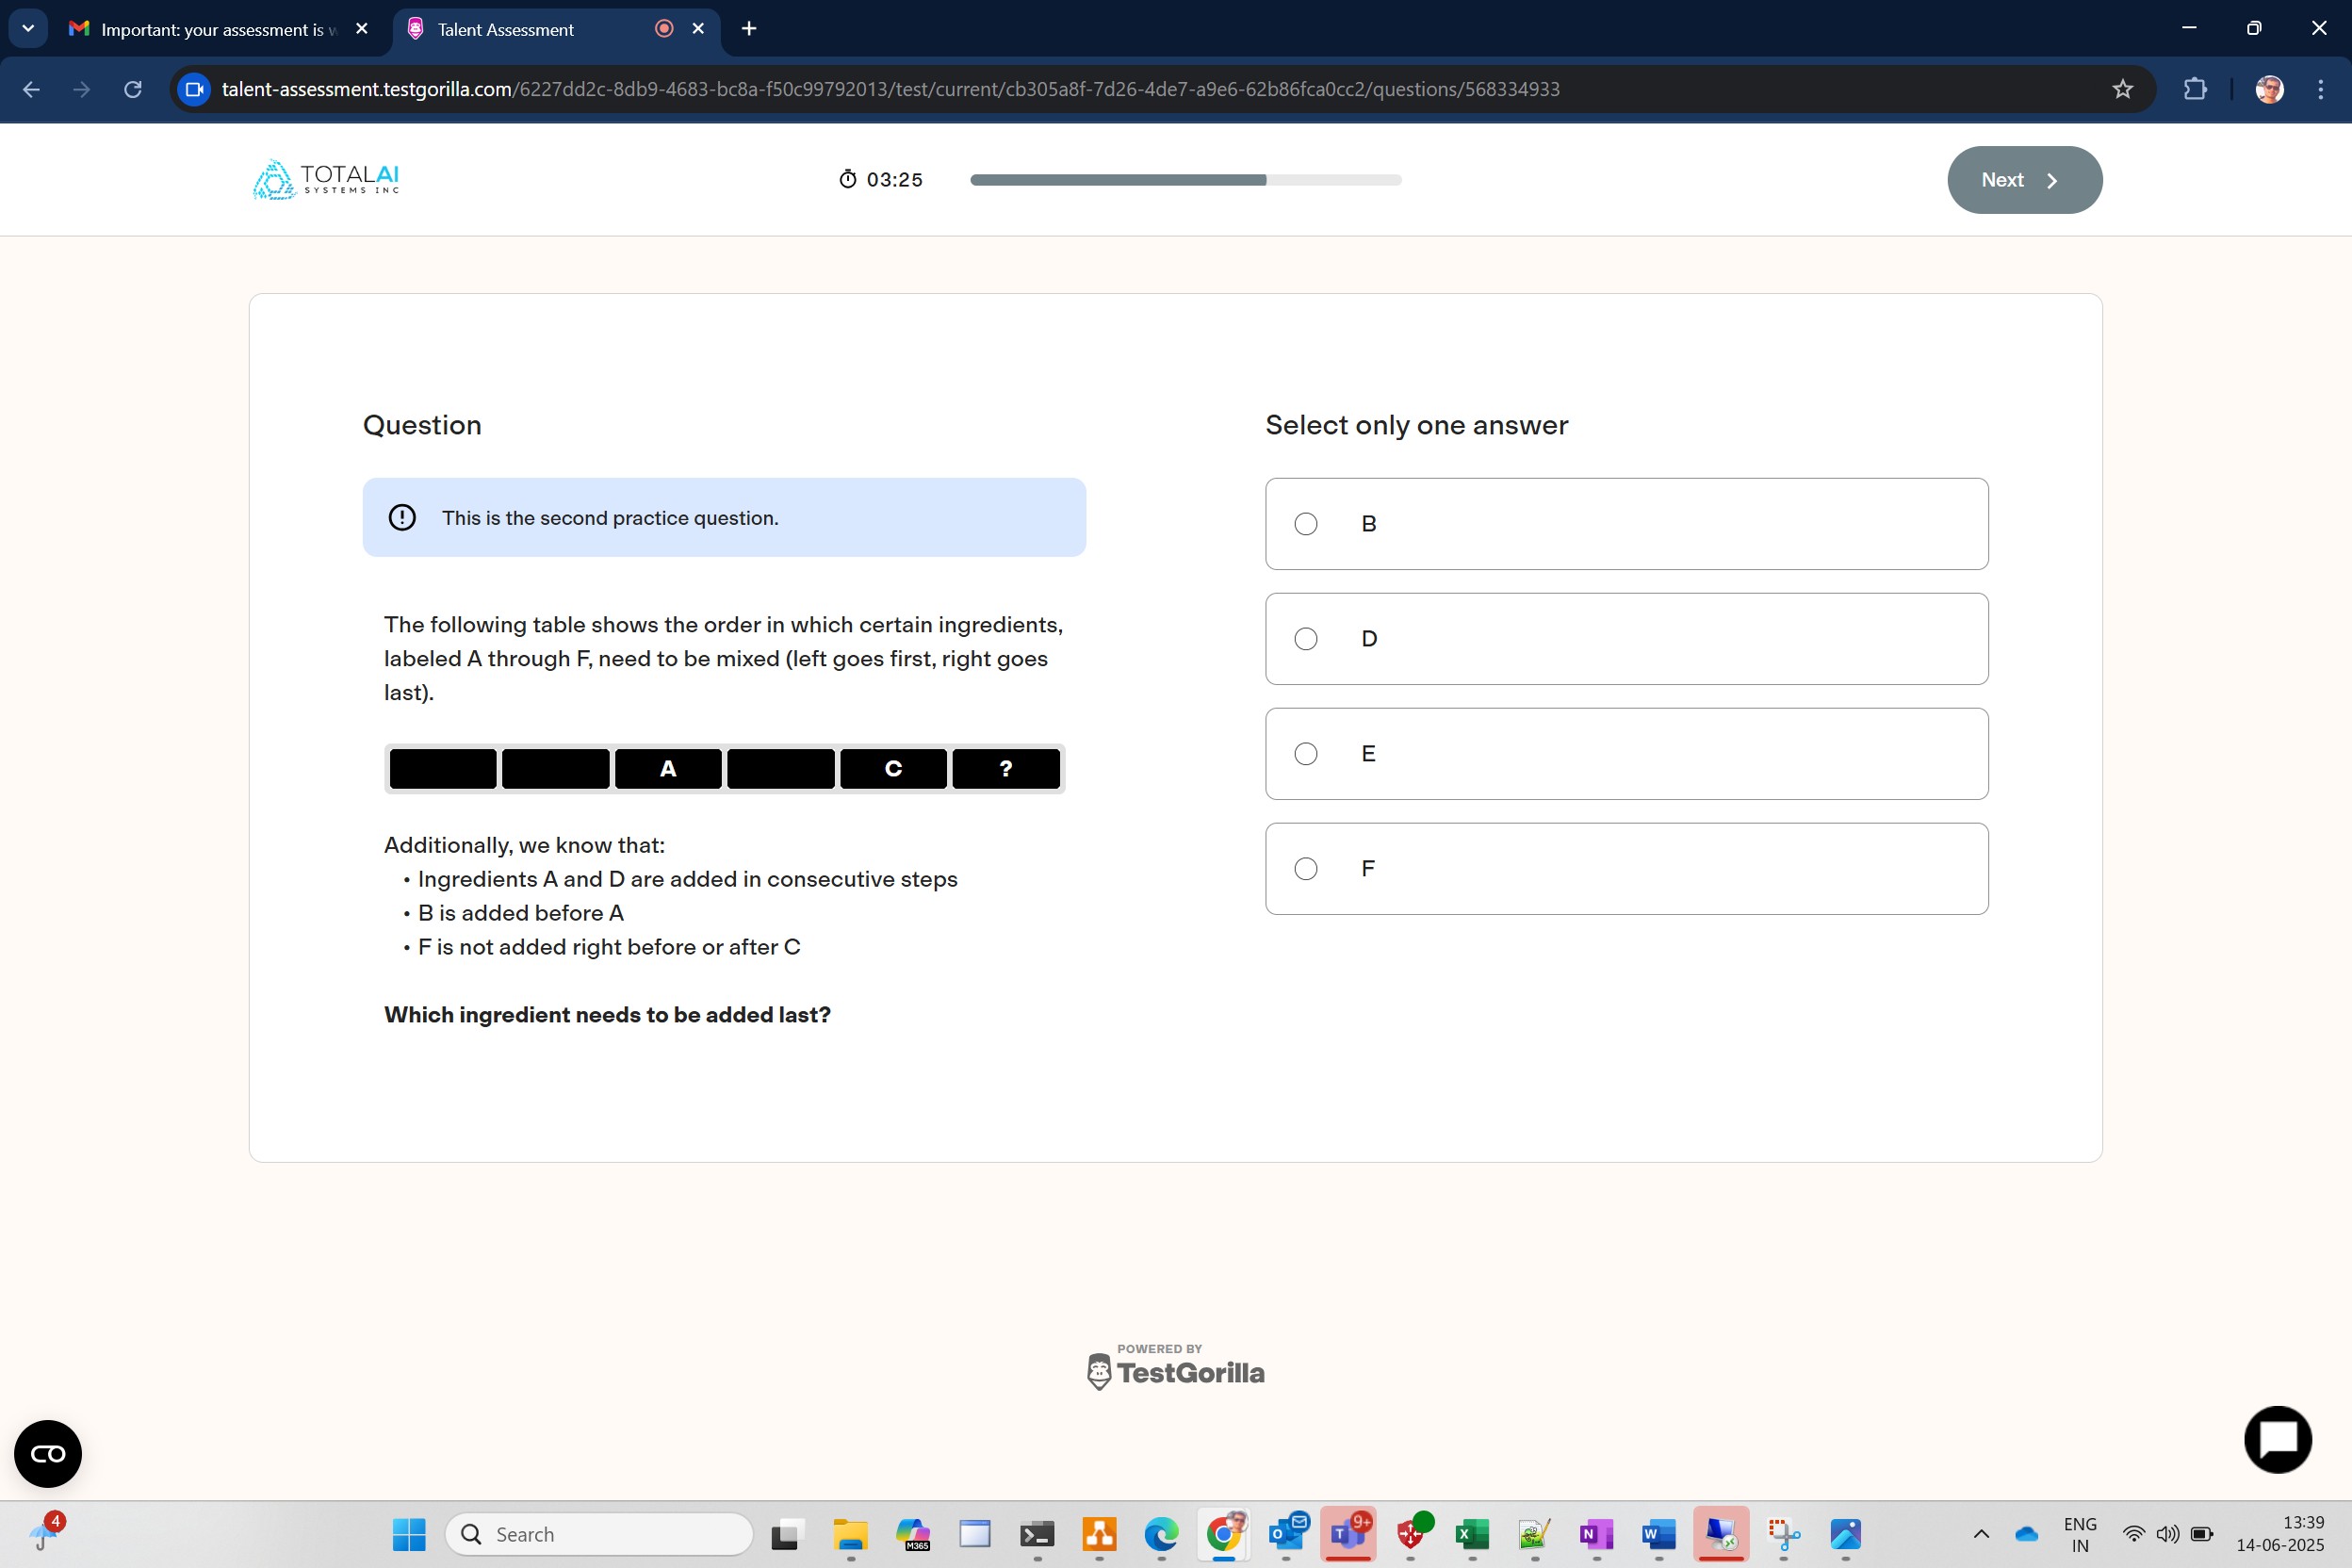 Important: your assessment is w
Talent Assessment
talent-assessment.testgorilla.com/6227dd2c-8db9-4683-bc8a-f50c99792013/test/current/cb305a8f-7d26-4de7-a9e6-62b86fca0cc2/questions/568334933
TOTALAI
SYSTEMS INC
03:25
Next
Question
This is the second practice question.
The following table shows the order in which certain ingredients,
labeled A through F, need to be mixed (left goes first, right goes
last).
A C ?
Additionally, we know that:
• Ingredients A and D are added in consecutive steps
• B is added before A
• F is not added right before or after C
Which ingredient needs to be added last?
Select only one answer
B
D
E
F
POWERED BY
TestGorilla
4
Search
M365
9+
ENG
IN
13:39
14-06-2025